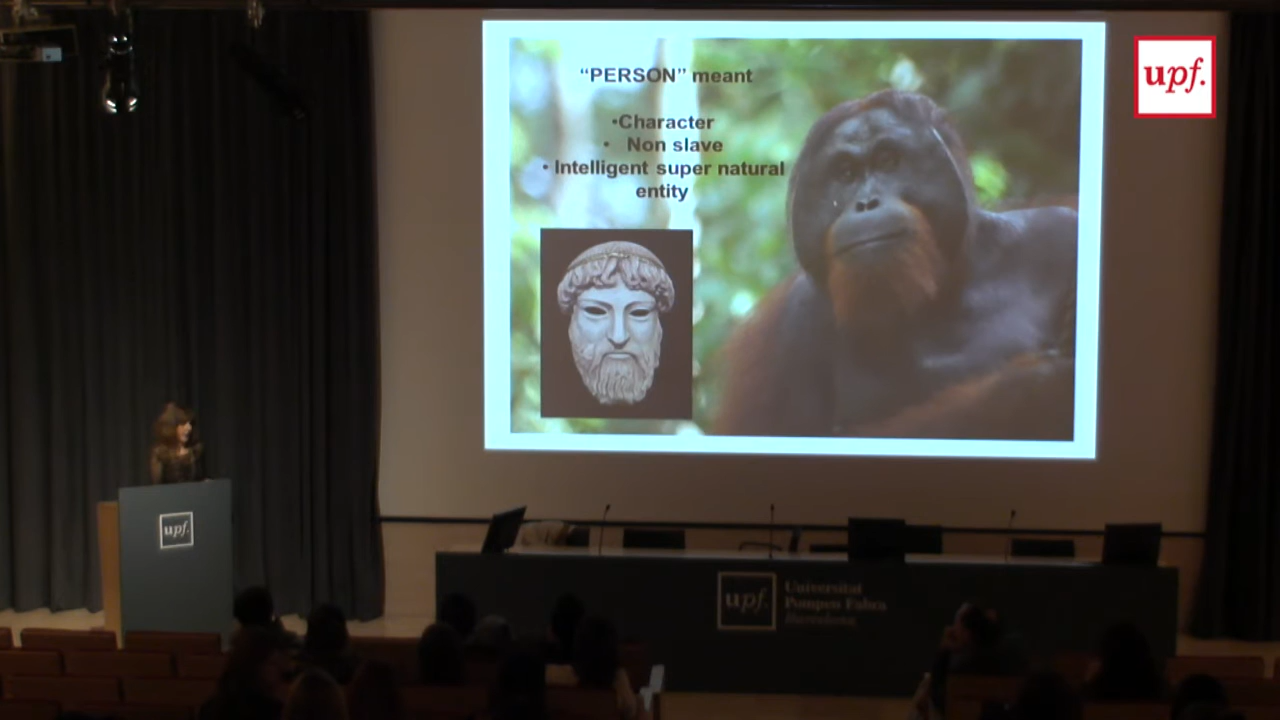 “PERSON” meant
•Character
• Non slave
• Intelligent super natural
entity
upf.
upf.
upf.
Universitat
Pompeu Fabra
Barcelona